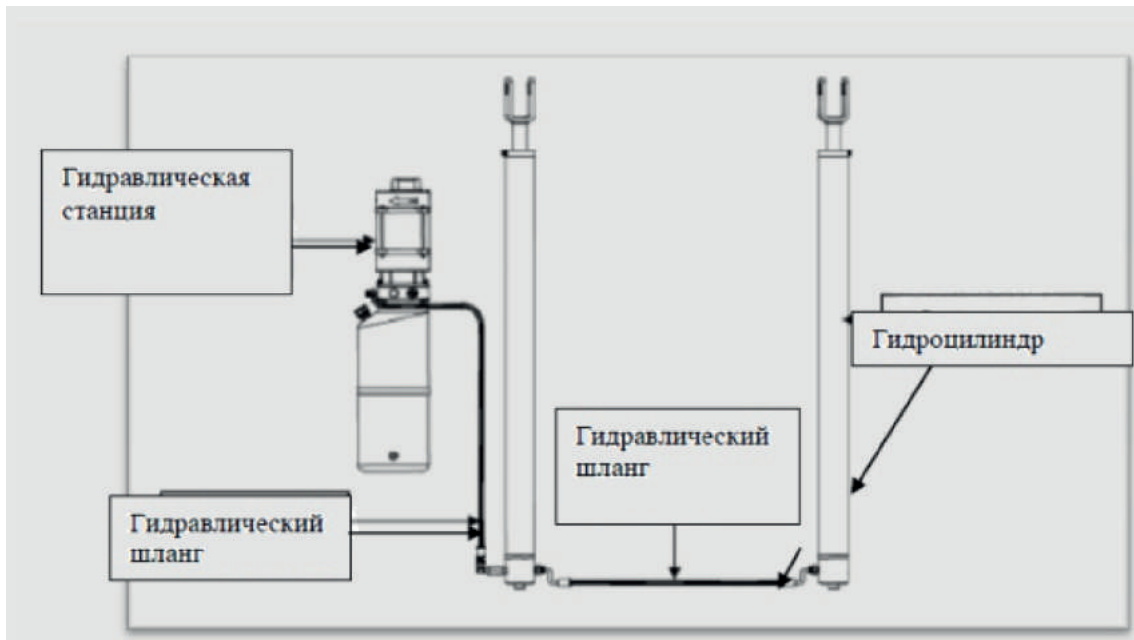 Гидравлическая
станция
Гидроцилиндр
Гидравлический
шланг
Гидравлический
шланг